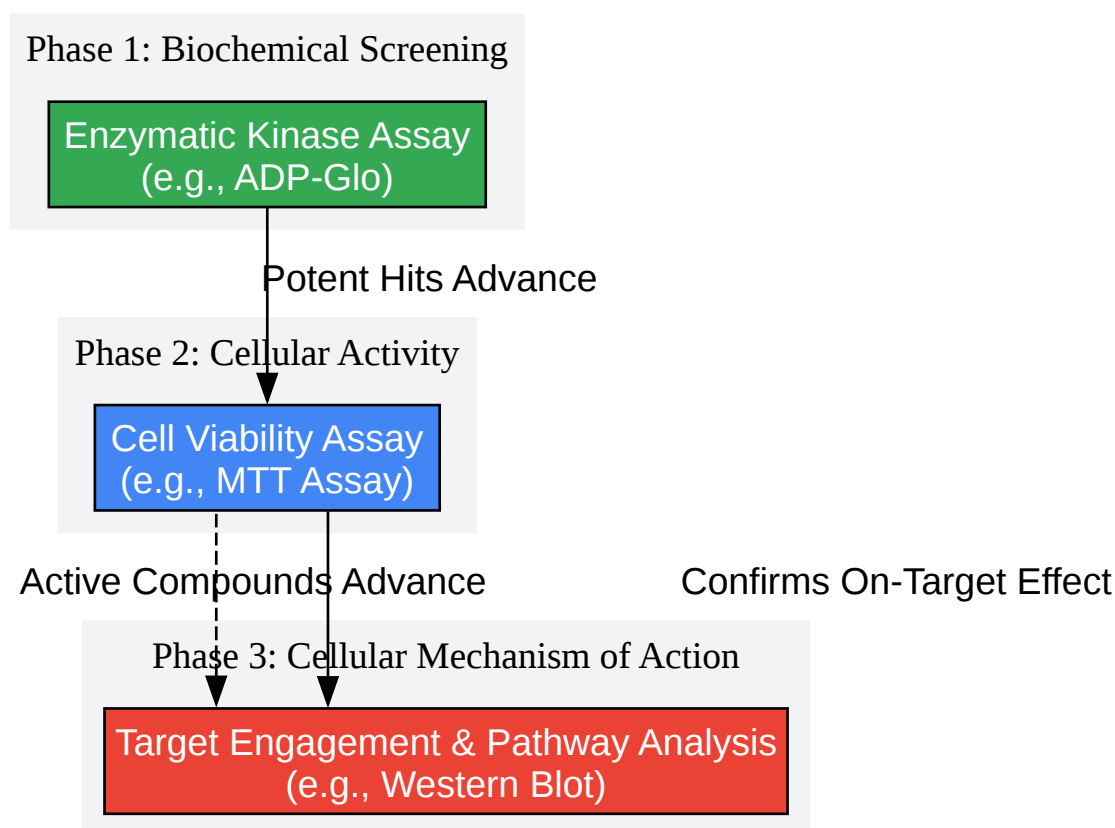 Phase 1: Biochemical Screening
Enzymatic Kinase Assay
(e.g., ADP-Glo)
Potent Hits Advance
Phase 2: Cellular Activity
Cell Viability Assay
(e.g., MTT Assay)
Active Compounds Advance
Confirms On-Target Effect
Phase 3: Cellular Mechanism of Action
Target Engagement & Pathway Analysis
(e.g., Western Blot)